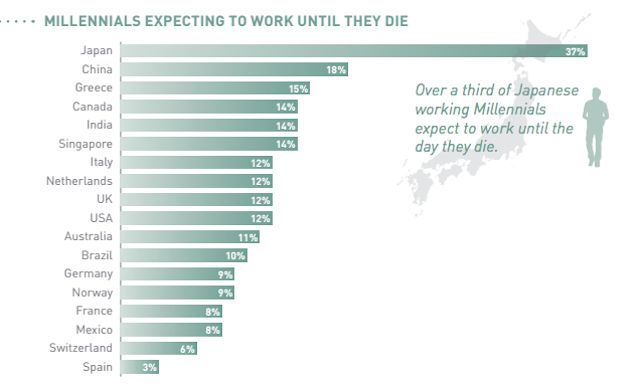 MILLENNIALS EXPECTING TO WORK UNTIL THEY DIE
Japan 37%
China 18%
Greece 15%
Canada 14%
India 14%
Singapore 14%
Italy 12%
Netherlands 12%
UK 12%
USA 12%
Australia 11%
Brazil 10%
Germany 9%
Norway 9%
France 8%
Mexico 8%
Switzerland 6%
Spain 3%
Over a third of Japanese
working Millennials
expect to work until the
day they die.